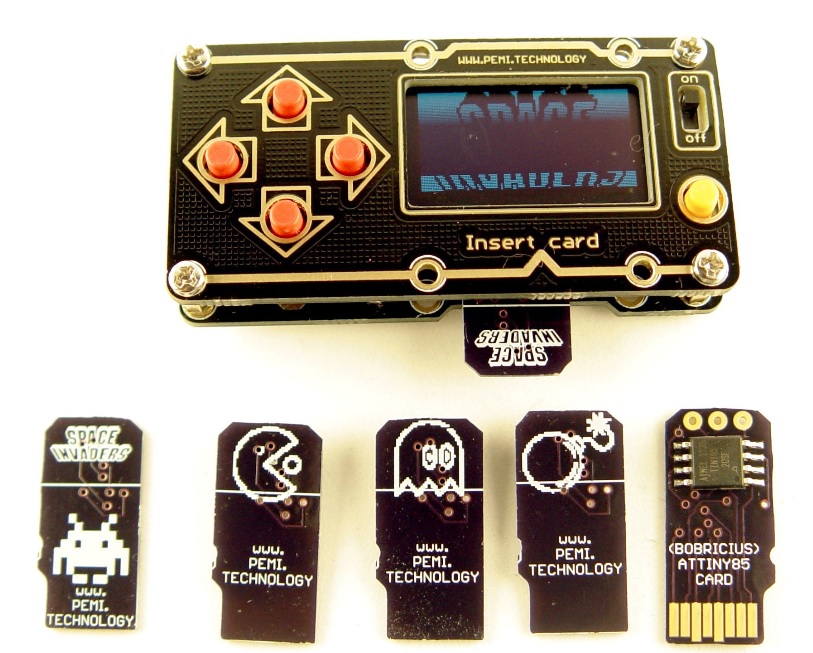 WWW.PEMI.TECHNOLOGY
on
off
SPACE
Insert card
SPACE
INVADERS
SPACE
INVADERS
WWW.
PEMI.
TECHNOLOGY
WWW.
PEMI.
TECHNOLOGY
WWW.
PEMI.
TECHNOLOGY
WWW.
PEMI.
TECHNOLOGY
ATMEL
<BOBRICIUS>
ATTINY85
CARD